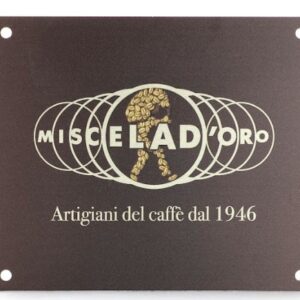 MISCELAD'ORO
Artigiani del caffè dal 1946